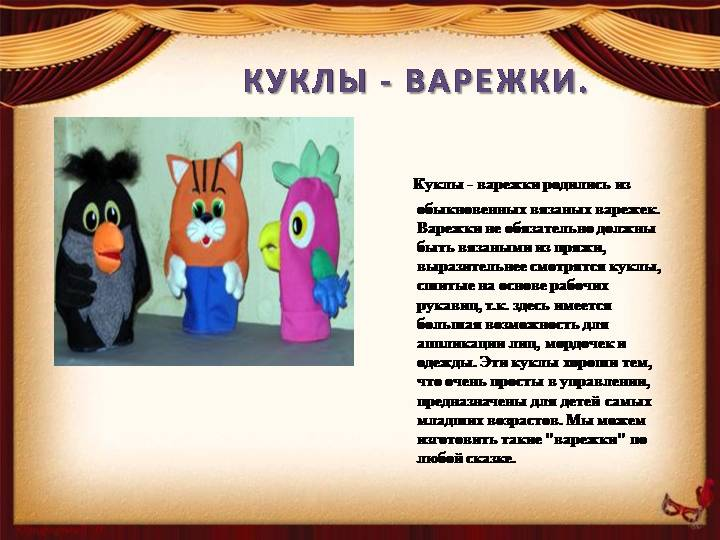 КУКЛЫ - ВАРЕЖКИ.
Куклы - варежки родились из
обыкновенных вязаных варежек.
Варежки не обязательно должны
быть вязаными из пряжи,
выразительнее смотрятся куклы,
сшитые на основе рабочих
рукавиц, т.к. здесь имеется
большая возможность для
аппликации лиц, мордочек и
одежды. Эти куклы хороши тем,
что очень просты в управлении,
предназначены для детей самых
младших возрастов. Мы можем
изготовить такие "варежки" по
любой сказке.